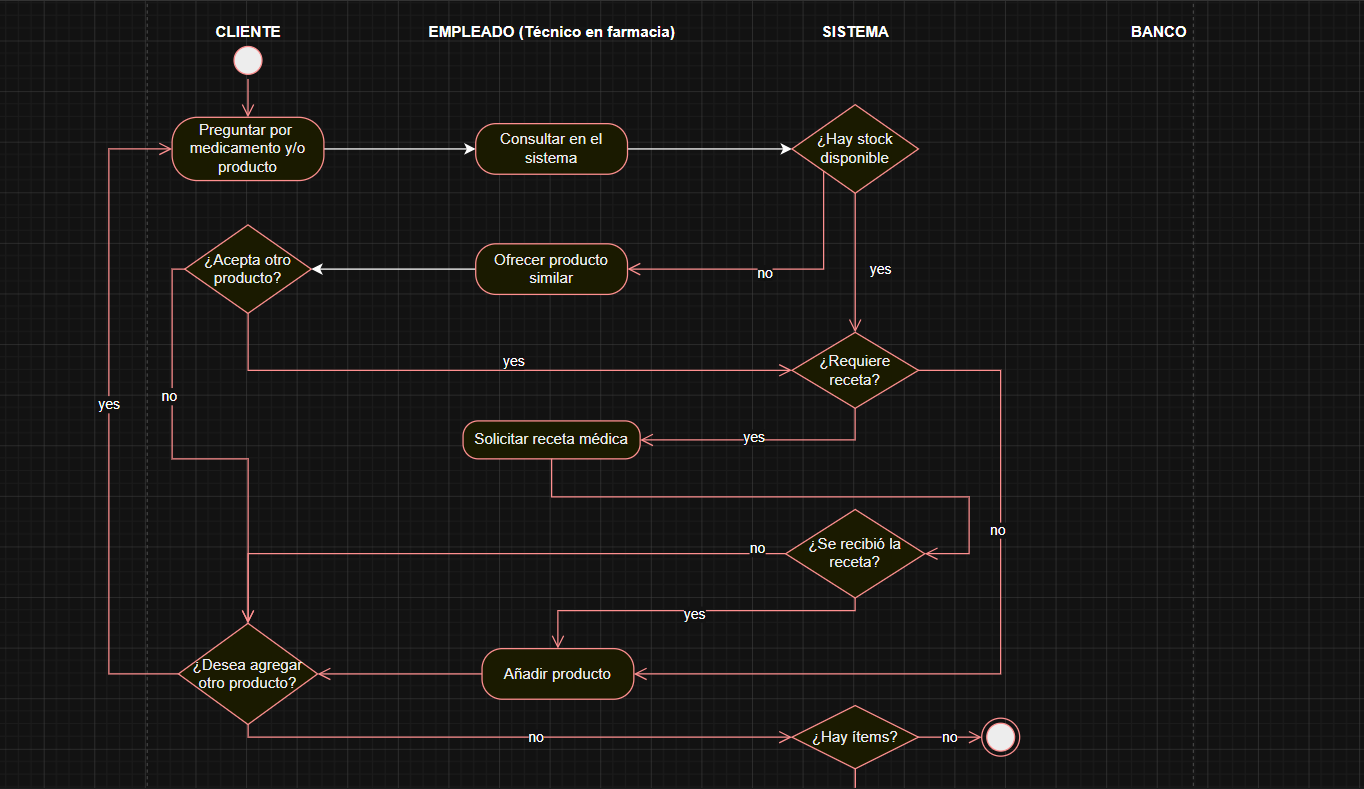 CLIENTE
EMPLEADO (Técnico en farmacia)
SISTEMA
BANCO
Preguntar por
medicamento y/o
producto
Consultar en el
sistema
¿Hay stock
disponible
¿Acepta otro
producto?
Ofrecer producto
similar
no
yes
yes
¿Requiere
receta?
no
yes
Solicitar receta médica
yes
no
no
¿Se recibió la
receta?
yes
¿Desea agregar
otro producto?
Añadir producto
no
¿Hay ítems?
no